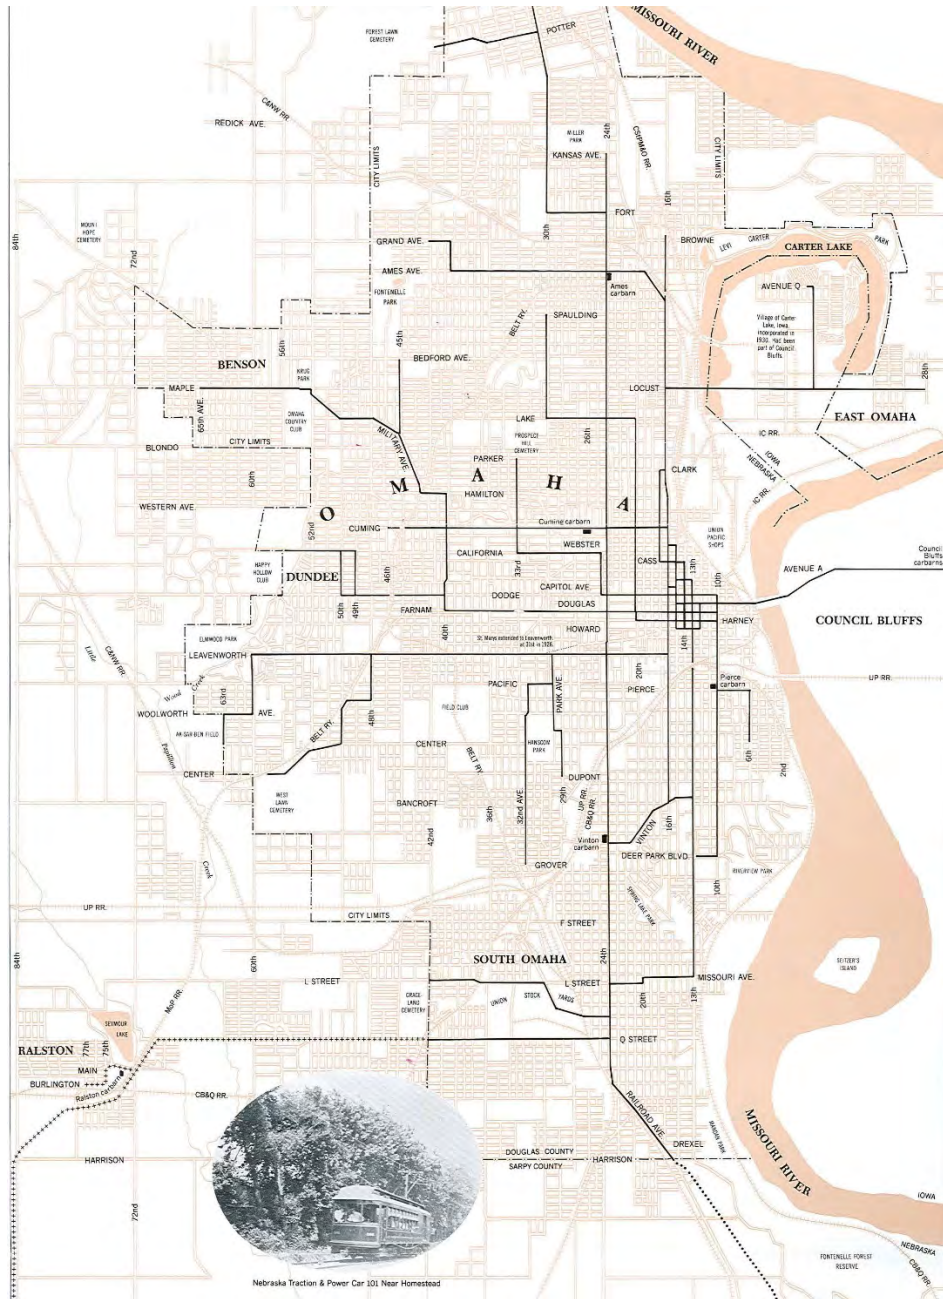 MISSOURI RIVER
POTTER
FOREST LAWN
CEMETERY
C&NW RR.
REDICK AVE.
CITY LIMITS
MILLER
PARK
24th
KANSAS AVE.
CSTPM&O RR.
CITY LIMITS
16th
84th
MOUNT
HOPE
CEMETERY
72nd
30th
FORT
GRAND AVE.
BROWNE
LEVI CARTER PARK
CARTER LAKE
AMES AVE.
FONTENELLE
PARK
Ames
carbarn
AVENUE Q
45th
BELT RY.
SPAULDING
Village of Carter
Lake, Iowa,
incorporated in
1930. Had been
part of Council
Bluffs.
56th
BENSON
BEDFORD AVE.
KRUG
PARK
28th
MAPLE
LOCUST
65th AVE.
OMAHA
COUNTRY
CLUB
LAKE
26th
EAST OMAHA
MILITARY AVE.
PROSPECT
HILL
CEMETERY
IC RR.
BLONDO
CITY LIMITS
IOWA
NEBRASKA
60th
PARKER
CLARK
OMAHA
HAMILTON
IC RR.
WESTERN AVE.
52nd
CUMING
Cuming carbarn
UNION
PACIFIC
SHOPS
WEBSTER
Council
Bluffs
carbarns
HAPPY
HOLLOW
CLUB
CALIFORNIA
CASS
13th
AVENUE A
DUNDEE
46th
33rd
CAPITOL AVE.
10th
DODGE
50th
49th
FARNAM
DOUGLAS
HARNEY
COUNCIL BLUFFS
ELMWOOD PARK
40th
HOWARD
14th
St. Marys extended to Leavenworth
at 31st in 1926.
LEAVENWORTH
Little
C&NW RR.
20th
Pierce
carbarn
UP RR.
Wood Creek
63rd
PACIFIC
PARK AVE.
PIERCE
WOOLWORTH AVE.
48th
FIELD CLUB
AK-SAR-BEN FIELD
BELT RY.
HANSCOM
PARK
Papillion
CENTER
BELT RY.
6th
2nd
CENTER
DUPONT
WEST
LAWN
CEMETERY
UP RR.
CB&Q RR.
BANCROFT
29th
16th
42nd
36th
32nd AVE.
VINTON
Vinton
carbarn
DEER PARK BLVD.
Creek
GROVER
10th
RIVERVIEW PARK
SPRING LAKE PARK
UP RR.
CITY LIMITS
F STREET
84th
60th
SOUTH OMAHA
24th
SEITZER'S
ISLAND
L STREET
L STREET
MISSOURI AVE.
MoP RR.
GRACE
LAND
CEMETERY
UNION STOCK YARDS
20th
13th
SEYMOUR
LAKE
RALSTON
77th
75th
Q STREET
MAIN
BURLINGTON
Ralston carbarn
CB&Q RR.
RAILROAD AVE.
MANDAN PARK
MISSOURI RIVER
DREXEL
HARRISON
DOUGLAS COUNTY
SARPY COUNTY
HARRISON
72nd
IOWA
NEBRASKA
FONTENELLE FOREST
RESERVE
CB&Q RR.
Nebraska Traction & Power Car 101 Near Homestead